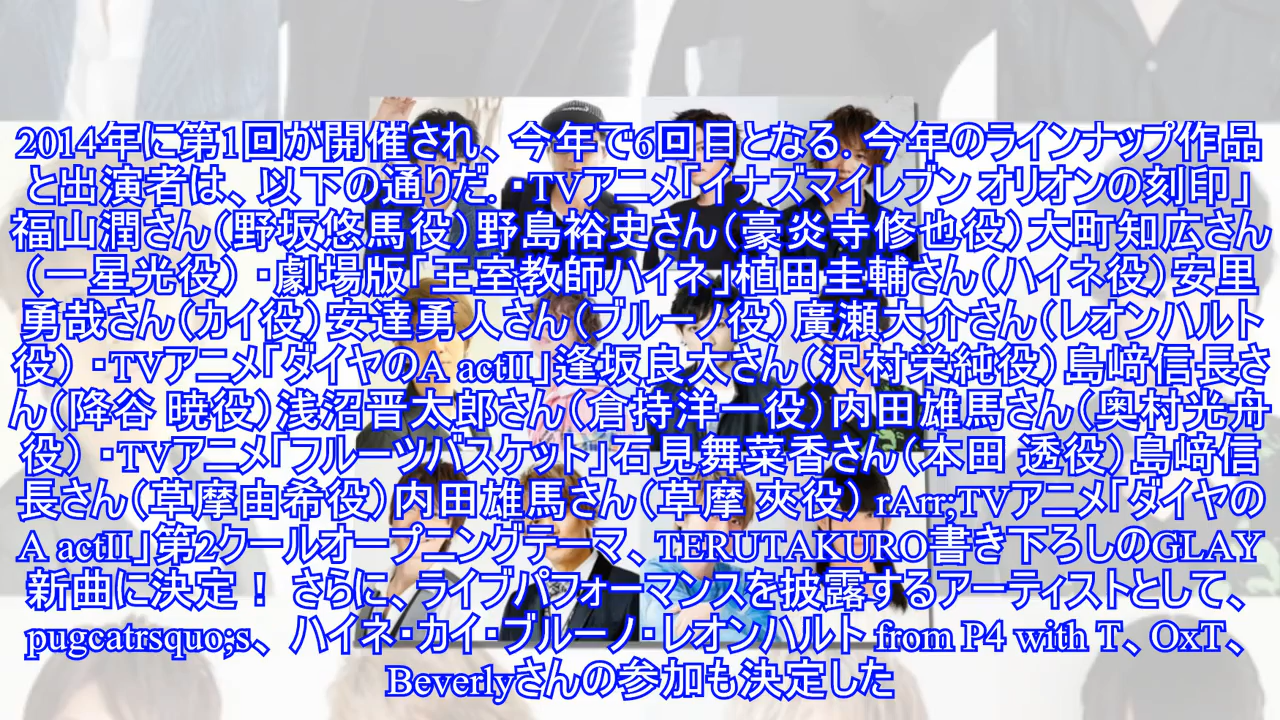 2014年に第1回が開催され、今年で6回目となる. 今年のラインナップ作品
と出演者は、以下の通りだ. ・TVアニメ「イナズマイレブン オリオンの刻印」
福山潤さん（野坂悠馬役）野島裕史さん（豪炎寺修也役）大町知広さん
（一星光役） ・劇場版「王室教師ハイネ」植田圭輔さん（ハイネ役）安里
勇哉さん（カイ役）安達勇人さん（ブルーノ役）廣瀬大介さん（レオンハルト
役） ・TVアニメ「ダイヤのA actII」逢坂良太さん（沢村栄純役）島﨑信長さ
ん（降谷 暁役）浅沼晋太郎さん（倉持洋一役）内田雄馬さん（奥村光舟
役） ・TVアニメ「フルーツバスケット」石見舞菜香さん（本田 透役）島﨑信
長さん（草摩由希役）内田雄馬さん（草摩 夾役） rArr;TVアニメ「ダイヤの
A actII」第2クールオープニングテーマ、TERUTAKURO書き下ろしのGLAY
新曲に決定！ さらに、ライブパフォーマンスを披露するアーティストとして、
pugcatrsquo;s、ハイネ・カイ・ブルーノ・レオンハルト from P4 with T、OxT、
Beverlyさんの参加も決定した